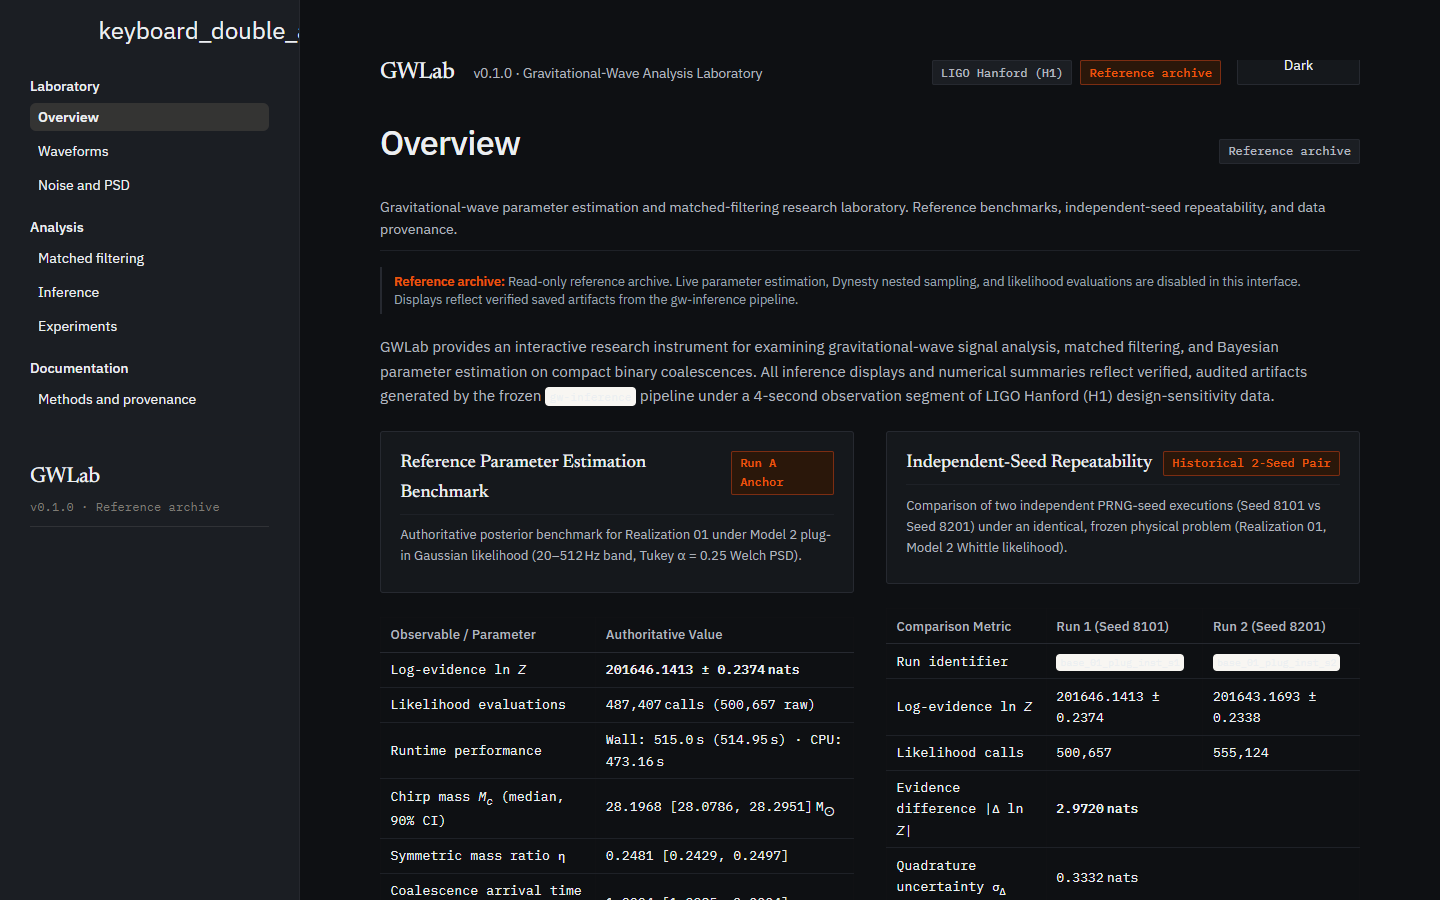 keyboard_double_
Laboratory
Overview
Waveforms
Noise and PSD
Analysis
Matched filtering
Inference
Experiments
Documentation
Methods and provenance
GWLab
v0.1.0 · Reference archive
GWLab v0.1.0 · Gravitational-Wave Analysis Laboratory LIGO Hanford (H1) Reference archive Dark
Overview
Reference archive
Gravitational-wave parameter estimation and matched-filtering research laboratory. Reference benchmarks, independent-seed repeatability, and data
provenance.
Reference archive: Read-only reference archive. Live parameter estimation, Dynesty nested sampling, and likelihood evaluations are disabled in this interface.
Displays reflect verified saved artifacts from the gw-inference pipeline.
GWLab provides an interactive research instrument for examining gravitational-wave signal analysis, matched filtering, and Bayesian
parameter estimation on compact binary coalescences. All inference displays and numerical summaries reflect verified, audited artifacts
generated by the frozen gw-inference pipeline under a 4-second observation segment of LIGO Hanford (H1) design-sensitivity data.
Reference Parameter Estimation
Benchmark
Run A
Anchor
Authoritative posterior benchmark for Realization 01 under Model 2 plug-
in Gaussian likelihood (20–512 Hz band, Tukey α = 0.25 Welch PSD).
Observable / Parameter Authoritative Value
Log-evidence ln Z 201646.1413 ± 0.2374 nats
Likelihood evaluations 487,407 calls (500,657 raw)
Runtime performance Wall: 515.0 s (514.95 s) · CPU:
473.16 s
Chirp mass Mc (median,
90% CI) 28.1968 [28.0786, 28.2951] M⊙
Symmetric mass ratio η 0.2481 [0.2429, 0.2497]
Coalescence arrival time
Independent-Seed Repeatability Historical 2-Seed Pair
Comparison of two independent PRNG-seed executions (Seed 8101 vs
Seed 8201) under an identical, frozen physical problem (Realization 01,
Model 2 Whittle likelihood).
Comparison Metric Run 1 (Seed 8101) Run 2 (Seed 8201)
Run identifier
Log-evidence ln Z 201646.1413 ±
0.2374 201643.1693 ±
0.2338
Likelihood calls 500,657 555,124
Evidence
difference |Δ ln
Z| 2.9720 nats
Quadrature
uncertainty σΔ 0.3332 nats